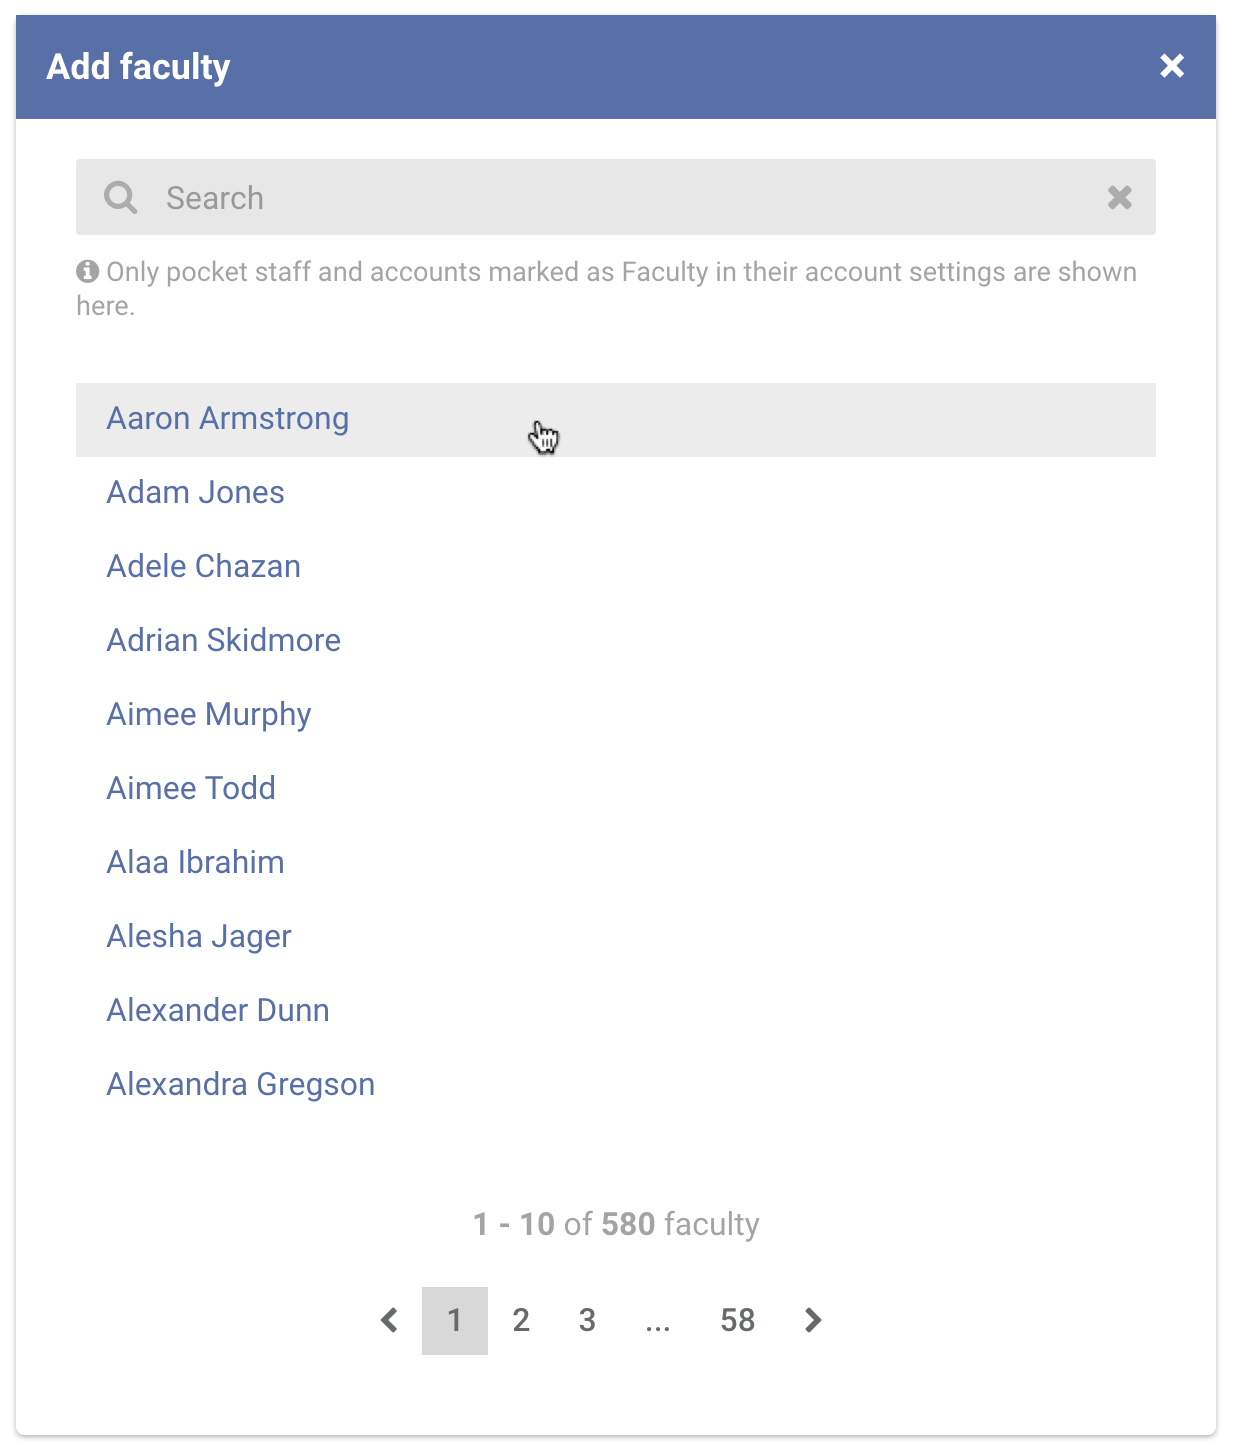 Add faculty
Search
Only pocket staff and accounts marked as Faculty in their account settings are shown
here.
Aaron Armstrong
Adam Jones
Adele Chazan
Adrian Skidmore
Aimee Murphy
Aimee Todd
Alaa Ibrahim
Alesha Jager
Alexander Dunn
Alexandra Gregson
1 - 10 of 580 faculty
1 2 3 ... 58